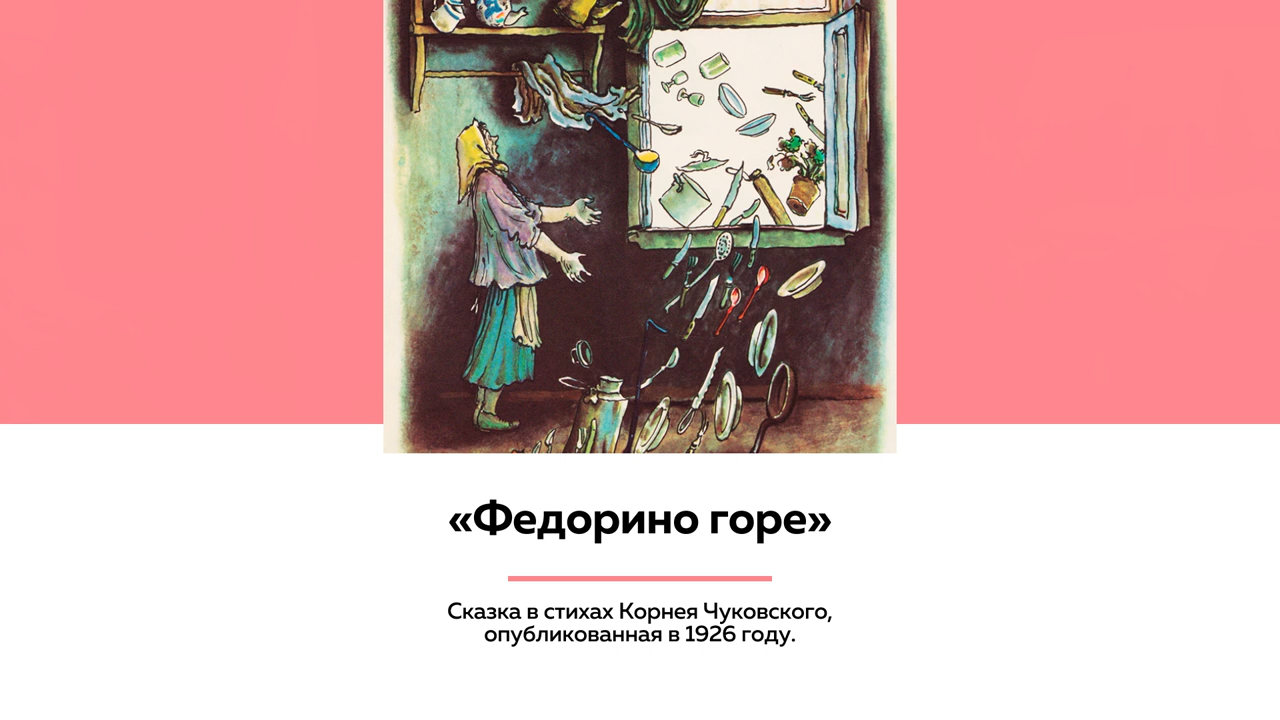 «Федорино горе»
Сказка в стихах Корнея Чуковского,
опубликованная в 1926 году.